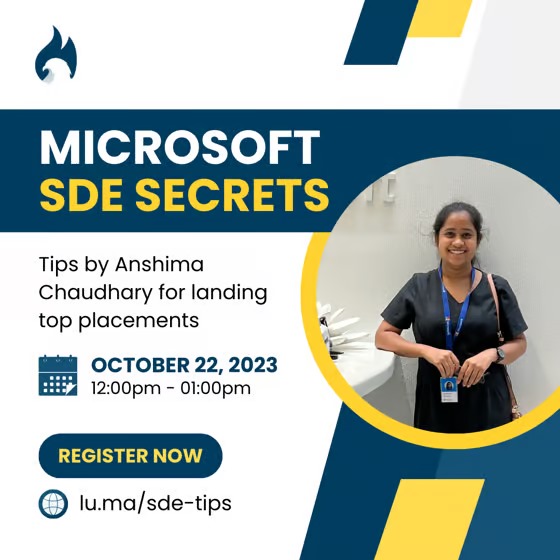 MICROSOFT
SDE SECRETS
Tips by Anshima
Chaudhary for landing
top placements
OCTOBER 22, 2023
12:00pm - 01:00pm
REGISTER NOW
lu.ma/sde-tips